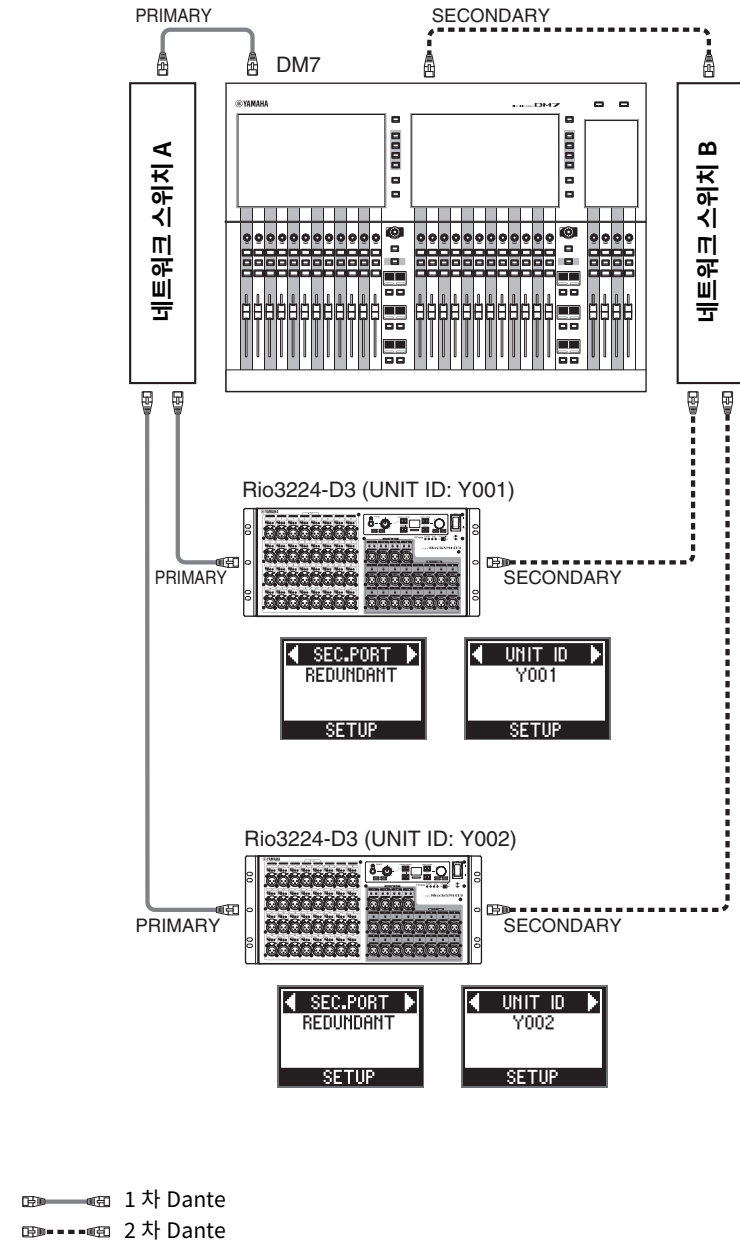 PRIMARY
SECONDARY
DM7
YAMAHA
DM7
네트워크 스위치 A
네트워크 스위치 B
Rio3224-D3 (UNIT ID: Y001)
PRIMARY
SECONDARY
SEC.PORT
REDUNDANT
SETUP
UNIT ID
Y001
SETUP
Rio3224-D3 (UNIT ID: Y002)
PRIMARY
SECONDARY
SEC.PORT
REDUNDANT
SETUP
UNIT ID
Y002
SETUP
1 차 Dante
2 차 Dante